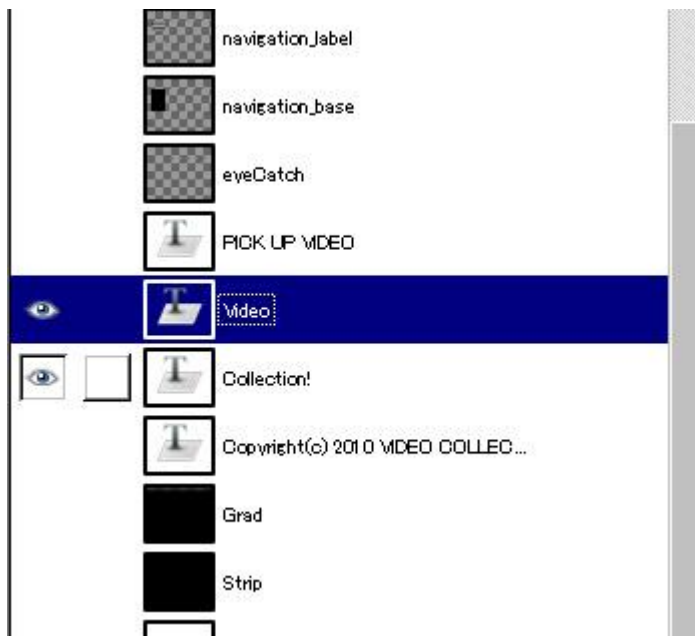 navigation_label
navigation_base
eyeCatch
PICK UP VIDEO
Video
Collection!
Copyright(c) 2010 VIDEO COLLEC...
Grad
Strip